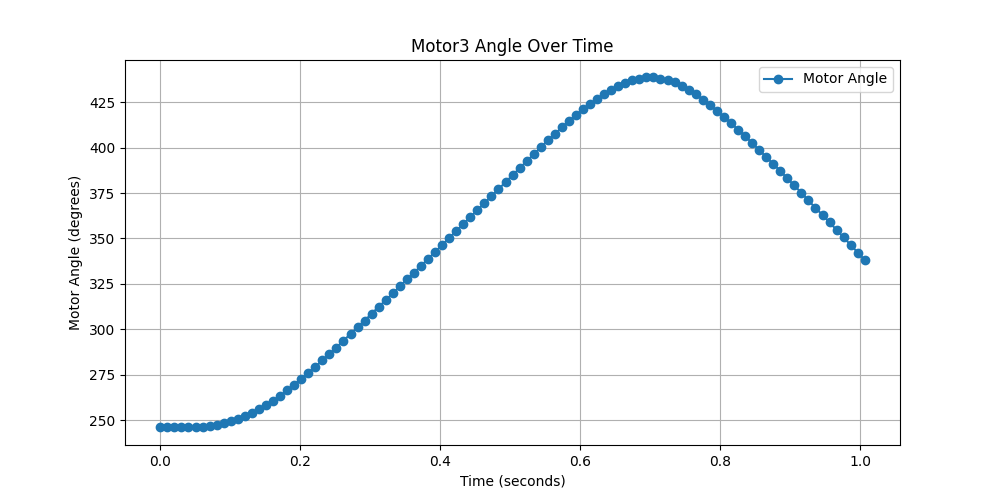 Motor3 Angle Over Time
Motor Angle
Motor Angle (degrees)
425
400
375
350
325
300
275
250
0.0 0.2 0.4 0.6 0.8 1.0
Time (seconds)